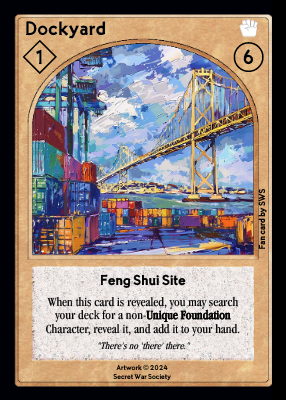 Dockyard
1
6
Fan card by SWS
Feng Shui Site
When this card is revealed, you may search
your deck for a non-Unique Foundation
Character, reveal it, and add it to your hand.
"There's no 'there' there."
Artwork © 2024
Secret War Society